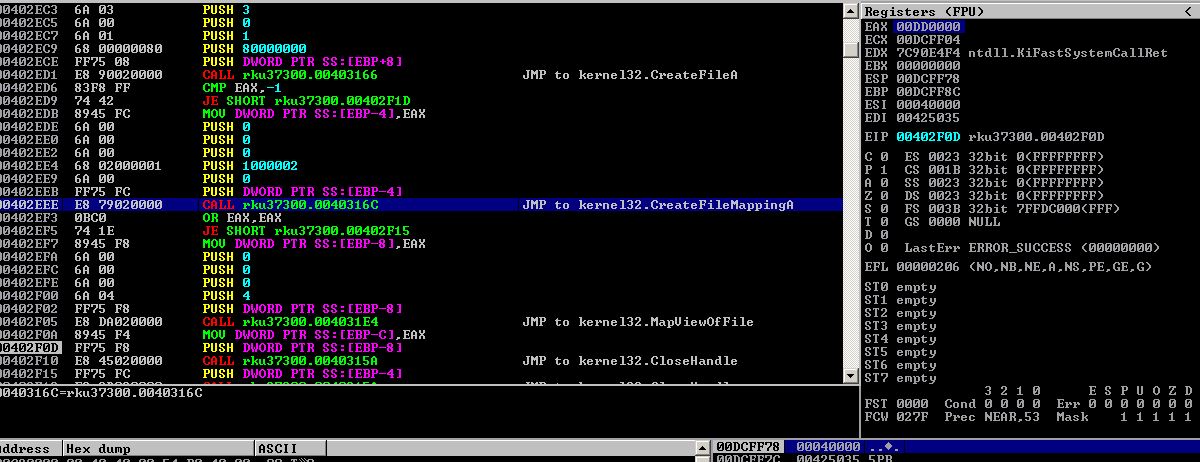 00402EC3 6A 03 PUSH 3
00402EC5 6A 00 PUSH 0
00402EC7 6A 01 PUSH 1
00402EC9 68 00000080 PUSH 80000000
00402ECE FF75 08 PUSH DWORD PTR SS:[EBP+8]
00402ED1 E8 90020000 CALL rku37300.00403166 JMP to kernel32.CreateFileA
00402ED6 83F8 FF CMP EAX,-1
00402ED9 74 42 JE SHORT rku37300.00402F1D
00402EDB 8945 FC MOV DWORD PTR SS:[EBP-4],EAX
00402EDE 6A 00 PUSH 0
00402EE0 6A 00 PUSH 0
00402EE2 6A 00 PUSH 0
00402EE4 68 02000001 PUSH 1000002
00402EE9 6A 00 PUSH 0
00402EEB FF75 FC PUSH DWORD PTR SS:[EBP-4]
00402EEE E8 79020000 CALL rku37300.0040316C JMP to kernel32.CreateFileMappingA
00402EF3 0BC0 OR EAX,EAX
00402EF5 74 1E JE SHORT rku37300.00402F15
00402EF7 8945 F8 MOV DWORD PTR SS:[EBP-8],EAX
00402EFA 6A 00 PUSH 0
00402EFC 6A 00 PUSH 0
00402EFE 6A 00 PUSH 0
00402F00 6A 04 PUSH 4
00402F02 FF75 F8 PUSH DWORD PTR SS:[EBP-8]
00402F05 E8 DA020000 CALL rku37300.004031E4 JMP to kernel32.MapViewOfFile
00402F0A 8945 F4 MOV DWORD PTR SS:[EBP-C],EAX
00402F0D FF75 F8 PUSH DWORD PTR SS:[EBP-8]
00402F10 E8 45020000 CALL rku37300.0040315A JMP to kernel32.CloseHandle
00402F15 FF75 FC PUSH DWORD PTR SS:[EBP-4]
0040316C=rku37300.0040316C
Address Hex dump ASCII
Registers (FPU) <
EAX 00DD0000
ECX 00DCFF04
EDX 7C90E4F4 ntdll.KiFastSystemCallRet
EBX 00000000
ESP 00DCFF78
EBP 00DCFF8C
ESI 00040000
EDI 00425035
EIP 00402F0D rku37300.00402F0D
C 0 ES 0023 32bit 0(FFFFFFFF)
P 1 CS 001B 32bit 0(FFFFFFFF)
A 0 SS 0023 32bit 0(FFFFFFFF)
Z 0 DS 0023 32bit 0(FFFFFFFF)
S 0 FS 003B 32bit 7FFDC000(FFF)
T 0 GS 0000 NULL
D 0
O 0 LastErr ERROR_SUCCESS (00000000)
EFL 00000206 (NO,NB,NE,A,NS,PE,GE,G)
ST0 empty
ST1 empty
ST2 empty
ST3 empty
ST4 empty
ST5 empty
ST6 empty
ST7 empty
3 2 1 0 E S P U O Z D
FST 0000 Cond 0 0 0 0 Err 0 0 0 0 0 0 0
FCW 027F Prec NEAR,53 Mask 1 1 1 1 1
00DCFF78 00040000 ..◆.
00DCFF7C 00425035 5PB.